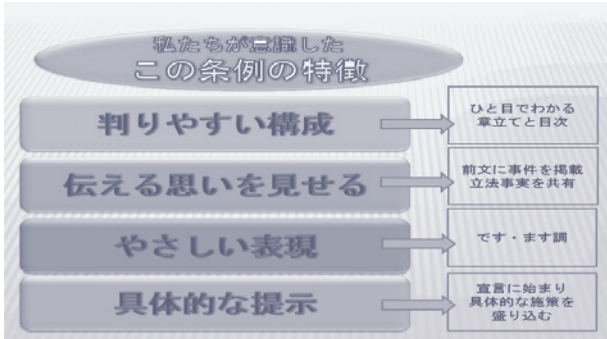 私たちが意識した
この条例の特徴
判りやすい構成
ひと目でわかる
章立てと目次
伝える思いを見せる
前文に事件を掲載
立法事実を共有
やさしい表現
です・ます調
具体的な提示
宣言に始まり
具体的な施策を
盛り込む